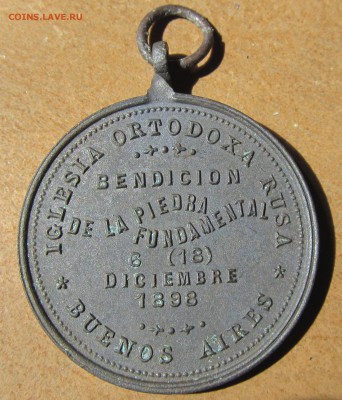 COINS.LAVE.RU
IGLESIA ORTODOXA RUSA
BENDICION
DE LA PIEDRA
FUNDAMENTAL
6 (18)
DICIEMBRE
1898
* BUENOS AIRES *